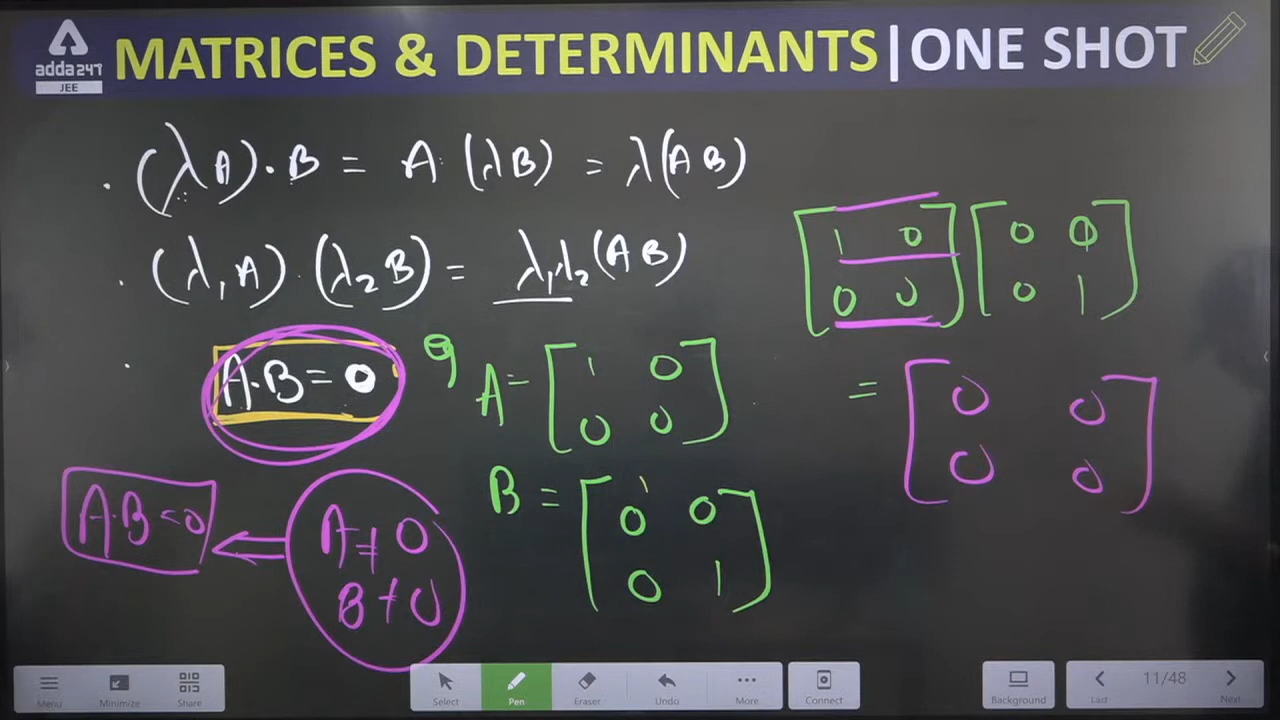 adda247
JEE
MATRICES & DETERMINANTS | ONE SHOT
· (λA)·B = A(λB) = λ(AB)
· (λ₁A)·(λ₂B) = λ₁λ₂(AB)
[1 0
0 0] [0 0
0 1]
· A·B = 0
eg
A = [1 0
0 0]
= [0 0
0 0]
B = [0 0
0 1]
A·B = 0 ⇐ A ≠ 0
B ≠ 0
Menu
Minimize
Share
Select
Pen
Eraser
Undo
More
Connect
Background
Last
11/48
Next